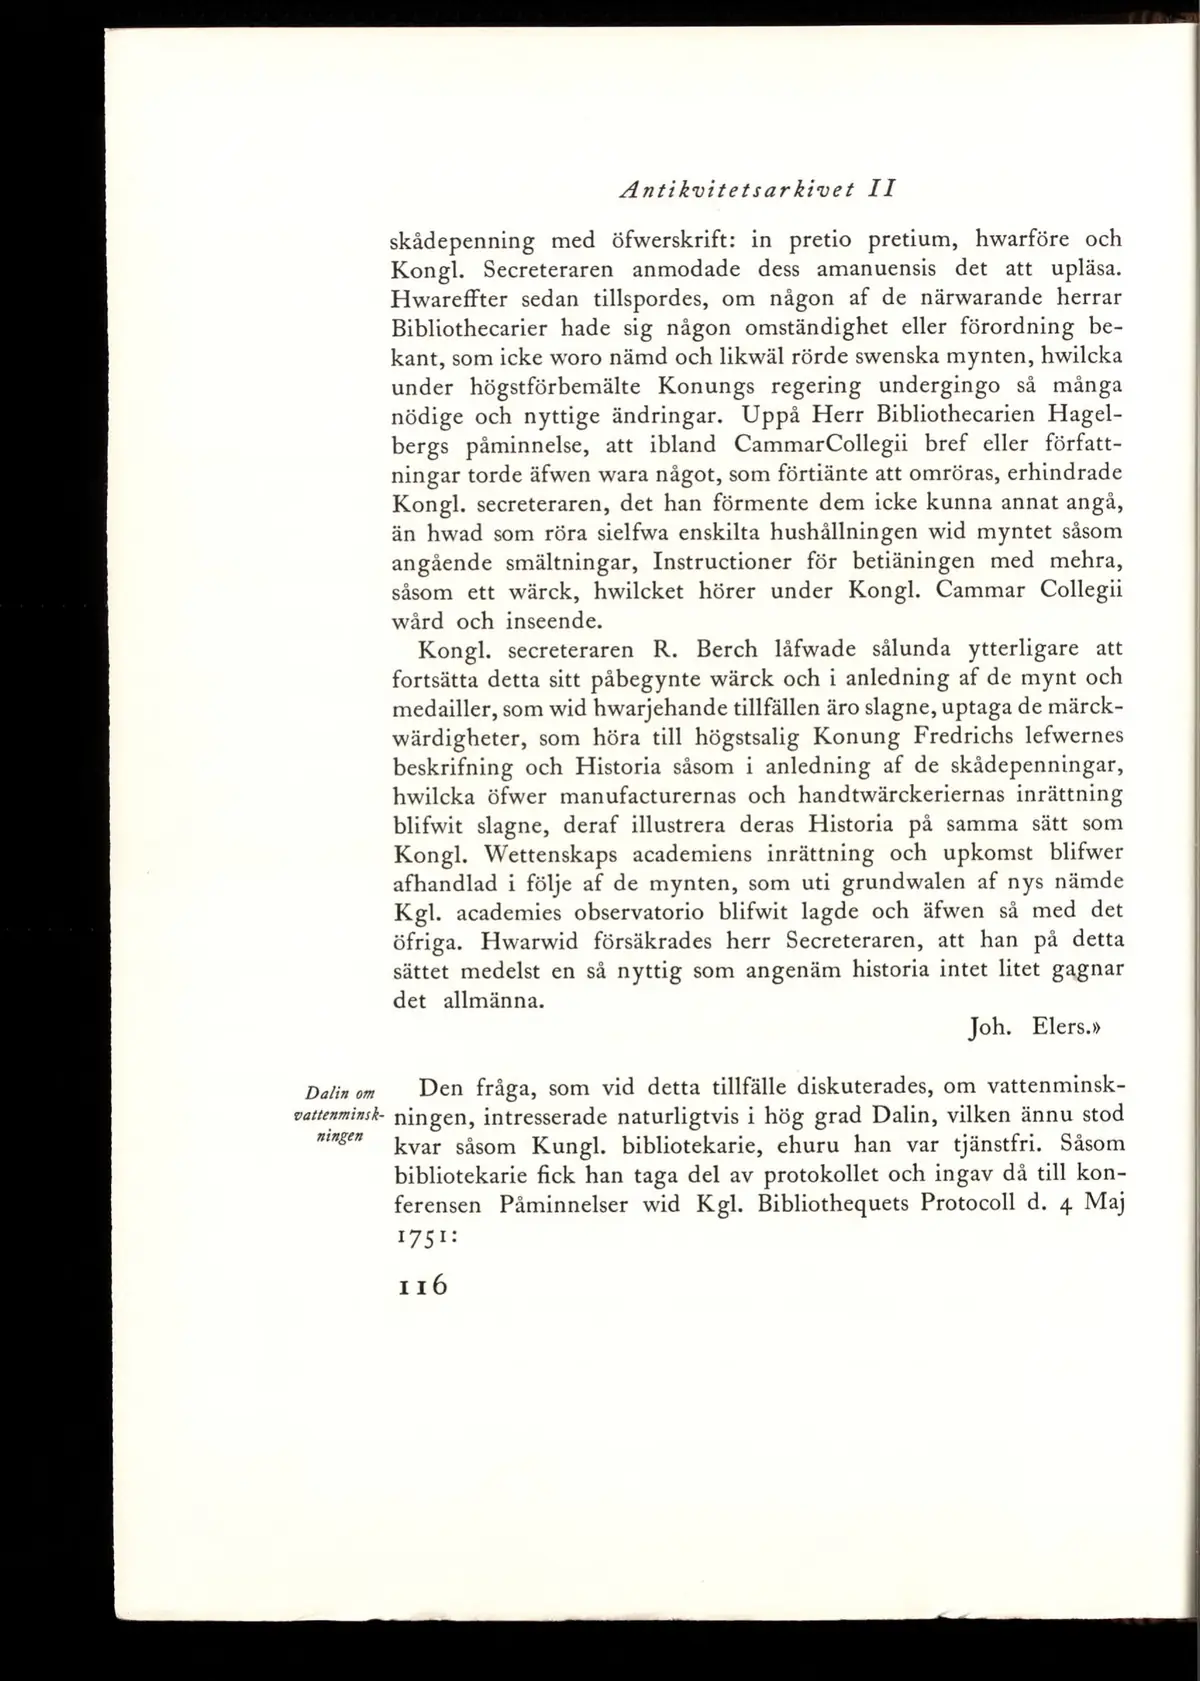 Antikvitetsarkivet II
skådepenning med öfwerskrift: in pretio pretium, hwarföre och
Kongl. Secreteraren anmodade dess amanuensis det att upläsa.
Hwareffter sedan tillspordes, om någon af de närwarande herrar
Bibliothecarier hade sig någon omständighet eller förordning be-
kant, som icke woro nämd och likwäl rörde swenska mynten, hwilcka
under högstförbemälte Konungs regering undergingo så många
nödige och nyttige ändringar. Uppå Herr Bibliothecarien Hagel-
bergs påminnelse, att ibland CammarCollegii bref eller författ-
ningar torde äfwen wara något, som förtiänte att omröras, erhindrade
Kongl. secreteraren, det han förmente dem icke kunna annat angå,
än hwad som röra sielfwa enskilta hushållningen wid myntet såsom
angående smältningar, Instructioner för betiäningen med mehra,
såsom ett wärck, hwilcket hörer under Kongl. Cammar Collegii
wård och inseende.
Kongl. secreteraren R. Berch låfwade sålunda ytterligare att
fortsätta detta sitt påbegynte wärck och i anledning af de mynt och
medailler, som wid hwarjehande tillfällen äro slagne, uptaga de märck-
wärdigheter, som höra till högstsalig Konung Fredrichs lefwernes
beskrifning och Historia såsom i anledning af de skådepenningar,
hwilcka öfwer manufacturernas och handtwärckeriernas inrättning
blifwit slagne, deraf illustrera deras Historia på samma sätt som
Kongl. Wettenskaps academiens inrättning och upkomst blifwer
afhandlad i följe af de mynten, som uti grundwalen af nys nämde
Kgl. academies observatorio blifwit lagde och äfwen så med det
öfriga. Hwarwid försäkrades herr Secreteraren, att han på detta
sättet medelst en så nyttig som angenäm historia intet litet gagnar
det allmänna.
Joh. Elers.»
Dalin om
vattenminsk-
ningen
Den fråga, som vid detta tillfälle diskuterades, om vattenminsk-
ningen, intresserade naturligtvis i hög grad Dalin, vilken ännu stod
kvar såsom Kungl. bibliotekarie, ehuru han var tjänstfri. Såsom
bibliotekarie fick han taga del av protokollet och ingav då till kon-
ferensen Påminnelser wid Kgl. Bibliothequets Protocoll d. 4 Maj
1751:
116